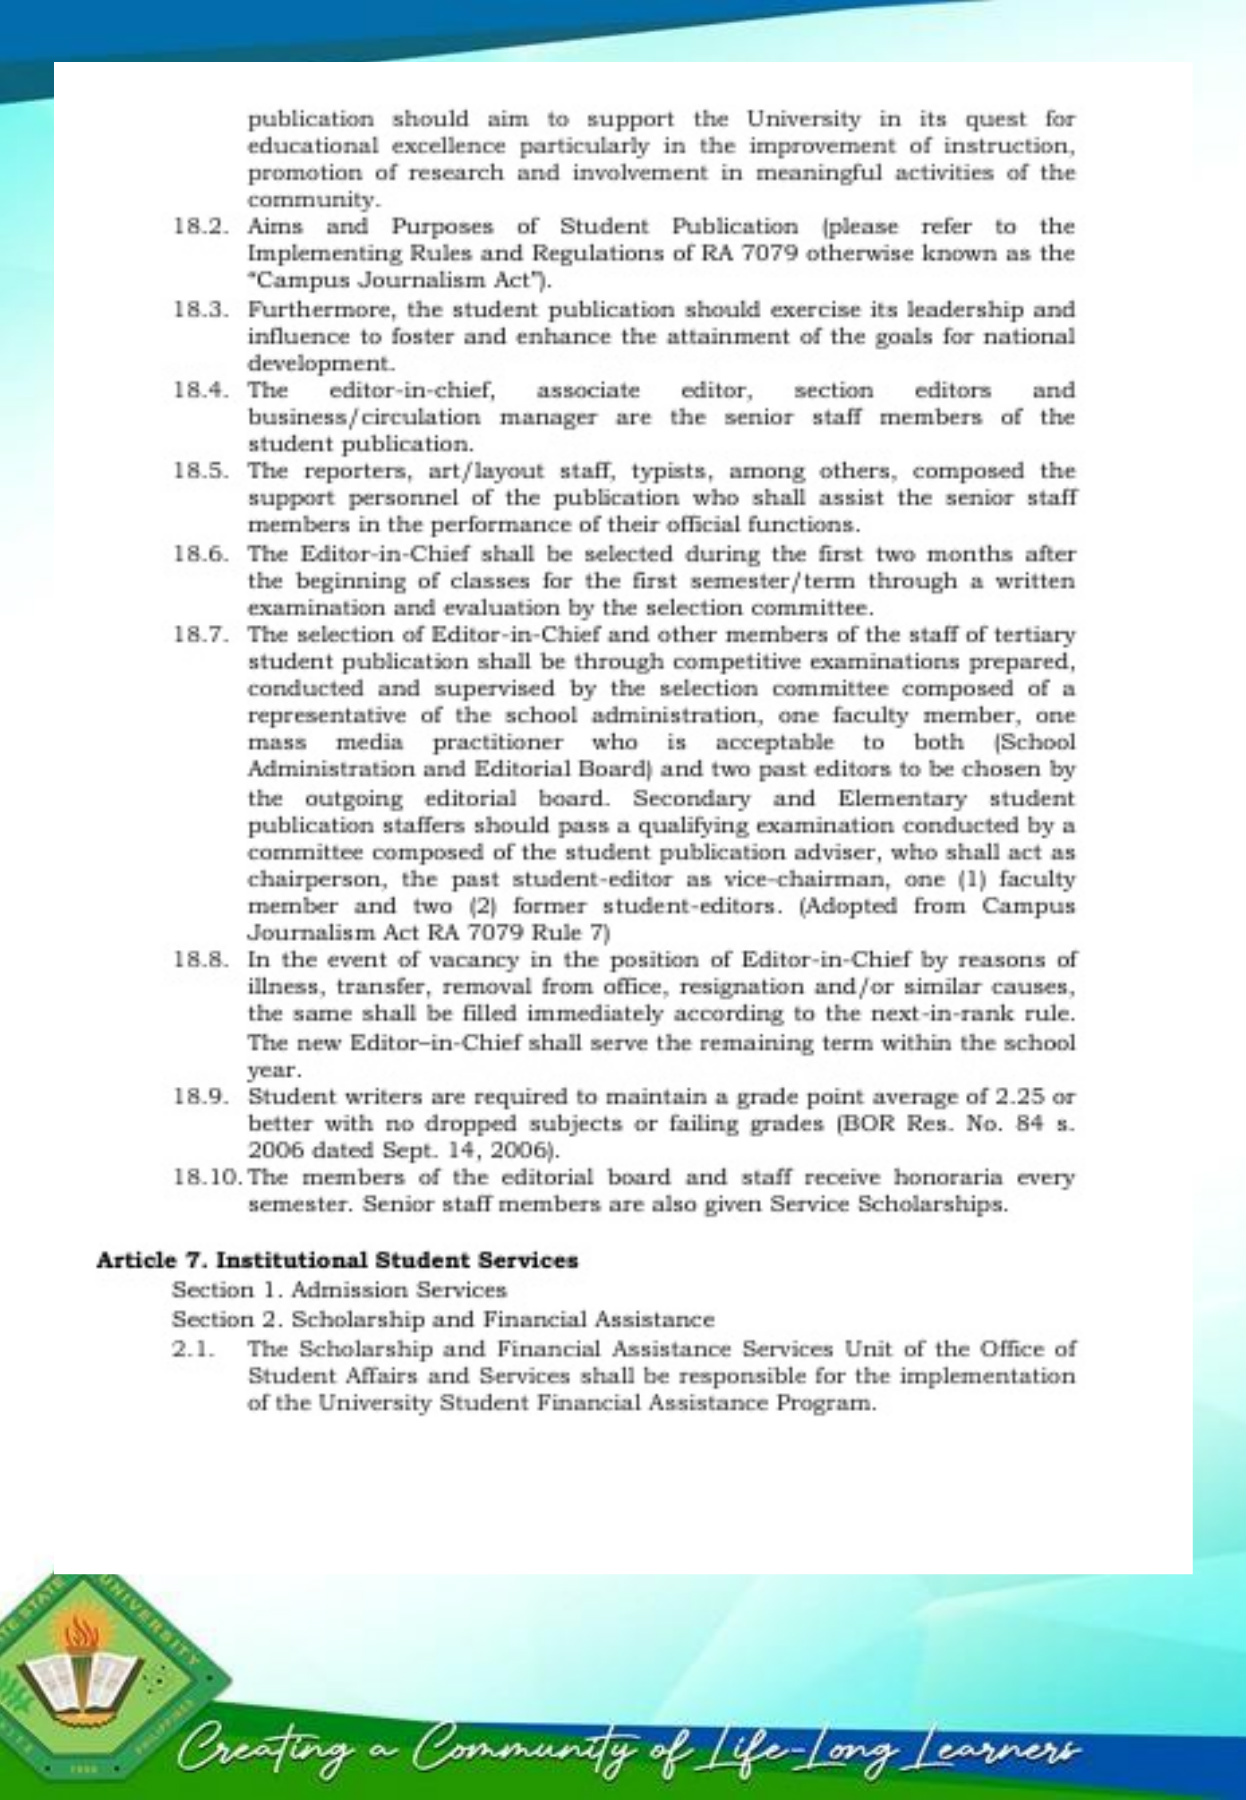 publication should aim to support the University in its quest for
educational excellence particularly in the improvement of instruction,
promotion of research and involvement in meaningful activities of the
community.
18.2. Aims and Purposes of Student Publication (please refer to the
Implementing Rules and Regulations of RA 7079 otherwise known as the
“Campus Journalism Act”).
18.3. Furthermore, the student publication should exercise its leadership and
influence to foster and enhance the attainment of the goals for national
development.
18.4. The editor-in-chief, associate editor, section editors and
business/circulation manager are the senior staff members of the
student publication.
18.5. The reporters, art/layout staff, typists, among others, composed the
support personnel of the publication who shall assist the senior staff
members in the performance of their official functions.
18.6. The Editor-in-Chief shall be selected during the first two months after
the beginning of classes for the first semester/term through a written
examination and evaluation by the selection committee.
18.7. The selection of Editor-in-Chief and other members of the staff of tertiary
student publication shall be through competitive examinations prepared,
conducted and supervised by the selection committee composed of a
representative of the school administration, one faculty member, one
mass media practitioner who is acceptable to both (School
Administration and Editorial Board) and two past editors to be chosen by
the outgoing editorial board. Secondary and Elementary student
publication staffers should pass a qualifying examination conducted by a
committee composed of the student publication adviser, who shall act as
chairperson, the past student-editor as vice-chairman, one (1) faculty
member and two (2) former student-editors. (Adopted from Campus
Journalism Act RA 7079 Rule 7)
18.8. In the event of vacancy in the position of Editor-in-Chief by reasons of
illness, transfer, removal from office, resignation and/or similar causes,
the same shall be filled immediately according to the next-in-rank rule.
The new Editor–in-Chief shall serve the remaining term within the school
year.
18.9. Student writers are required to maintain a grade point average of 2.25 or
better with no dropped subjects or failing grades (BOR Res. No. 84 s.
2006 dated Sept. 14, 2006).
18.10. The members of the editorial board and staff receive honoraria every
semester. Senior staff members are also given Service Scholarships.
Article 7. Institutional Student Services
Section 1. Admission Services
Section 2. Scholarship and Financial Assistance
2.1. The Scholarship and Financial Assistance Services Unit of the Office of
Student Affairs and Services shall be responsible for the implementation
of the University Student Financial Assistance Program.
STATE UNIVERSITY
PHILIPPINES
Creating a Community of Life-Long Learners